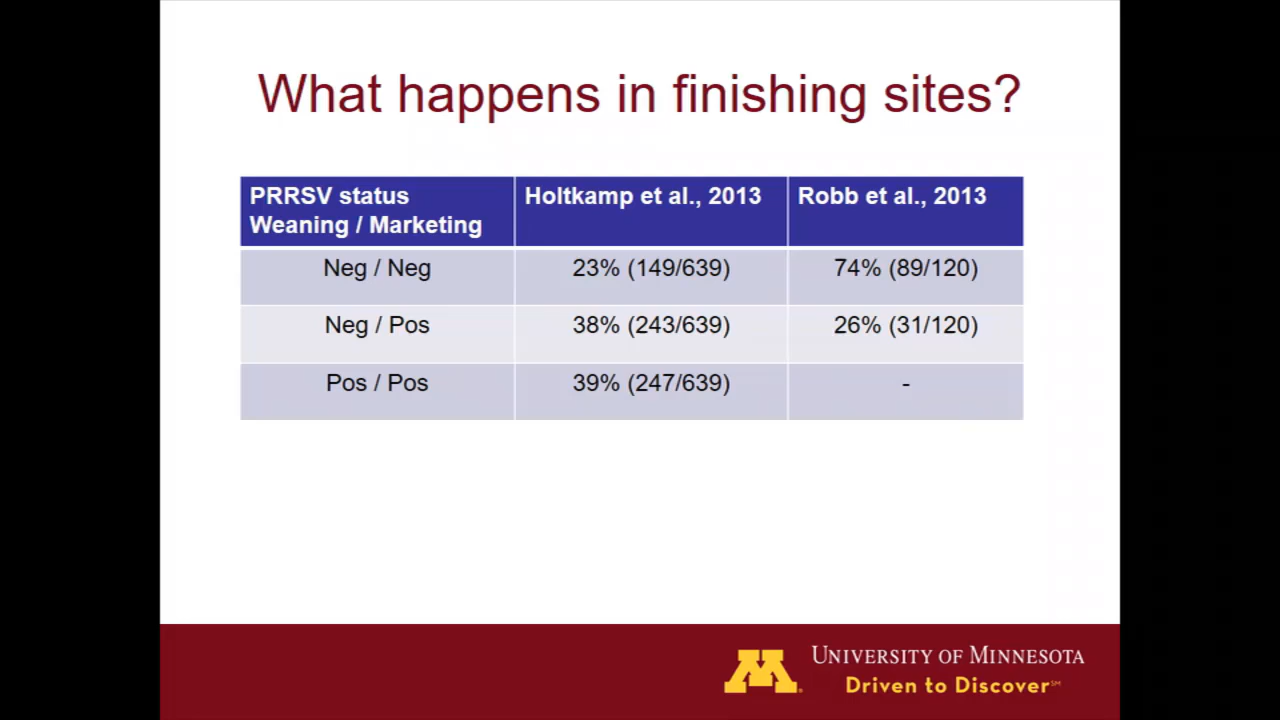 What happens in finishing sites?
PRRSV status
Weaning / Marketing
Holtkamp et al., 2013
Robb et al., 2013
Neg / Neg
23% (149/639)
74% (89/120)
Neg / Pos
38% (243/639)
26% (31/120)
Pos / Pos
39% (247/639)
-
M
UNIVERSITY OF MINNESOTA
Driven to Discover℠